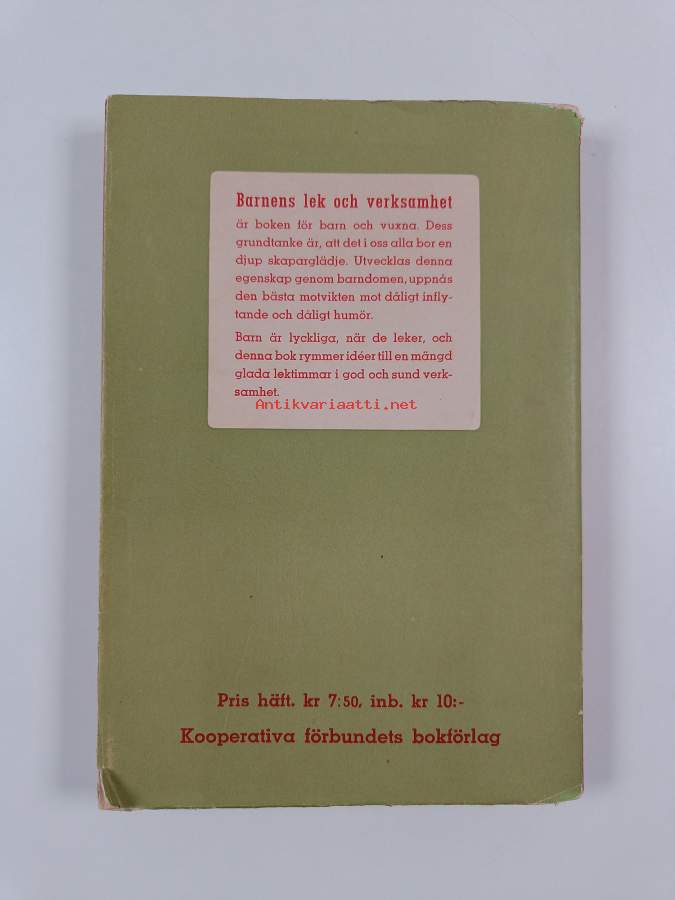 Barnens lek och verksamhet
är boken för barn och vuxna. Dess
grundtanke är, att det i oss alla bor en
djup skaparglädje. Utvecklas denna
egenskap genom barndomen, uppnås
den bästa motvikten mot dåligt infly-
tande och dåligt humör.
Barn är lyckliga, när de leker, och
denna bok rymmer idéer till en mängd
glada lektimmar i god och sund verk-
samhet.
Antikvariaatti.net
Pris häft. kr 7:50, inb. kr 10:-
Kooperativa förbundets bokförlag